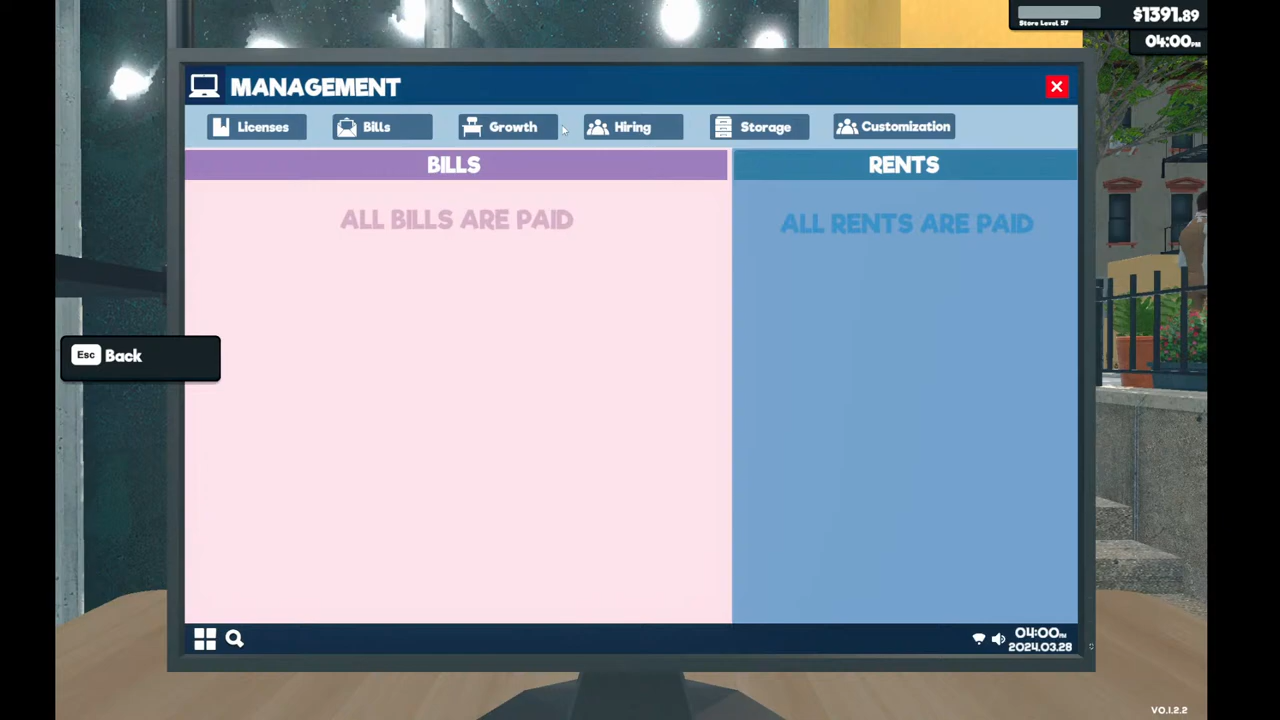 $1391.89
Store Level 57
04:00PM
MANAGEMENT
Licenses
Bills
Growth
Hiring
Storage
Customization
BILLS
RENTS
ALL BILLS ARE PAID
ALL RENTS ARE PAID
Esc Back
04:00PM
2024.03.28
V0.1.2.2